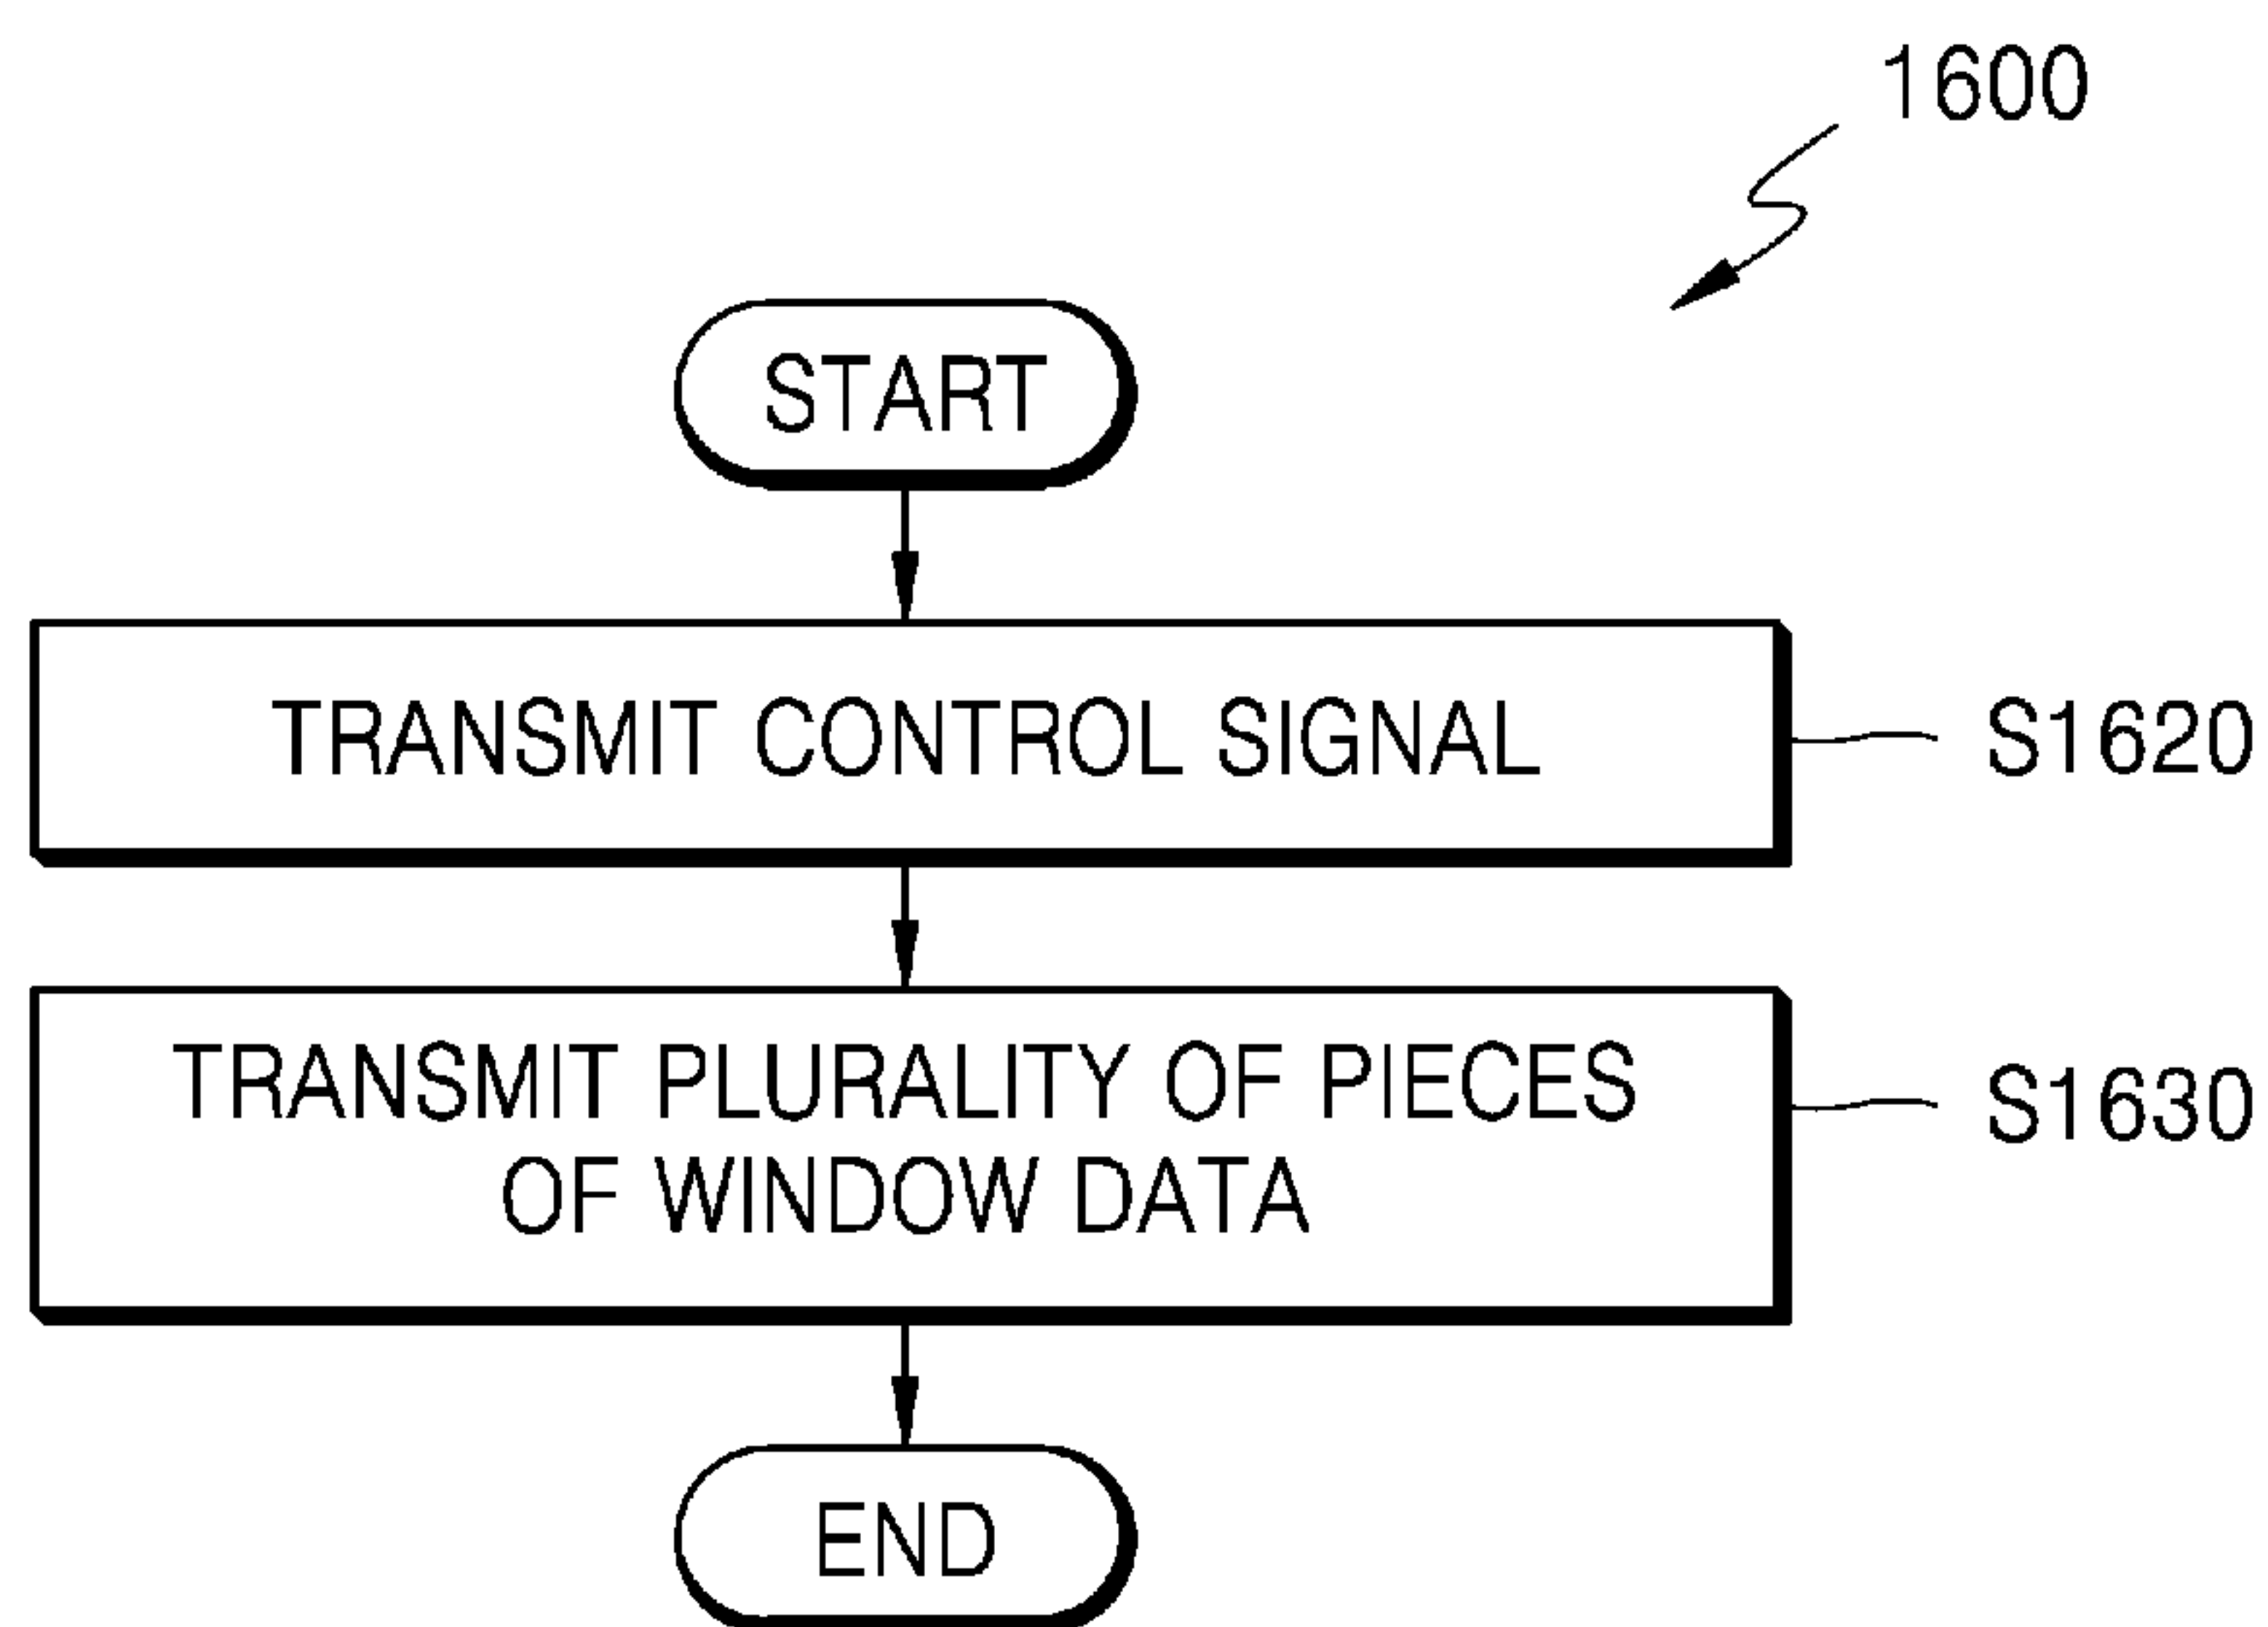 1600
START
TRANSMIT CONTROL SIGNAL
S1620
TRANSMIT PLURALITY OF PIECES
OF WINDOW DATA
S1630
END